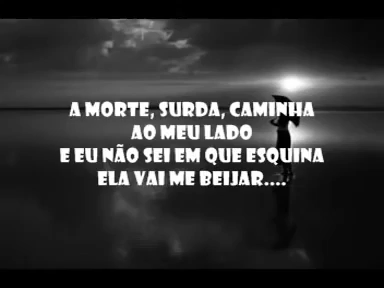 A MORTE, SURDA, CAMINHA
AO MEU LADO
E EU NÃO SEI EM QUE ESQUINA
ELA VAI ME BEIJAR....